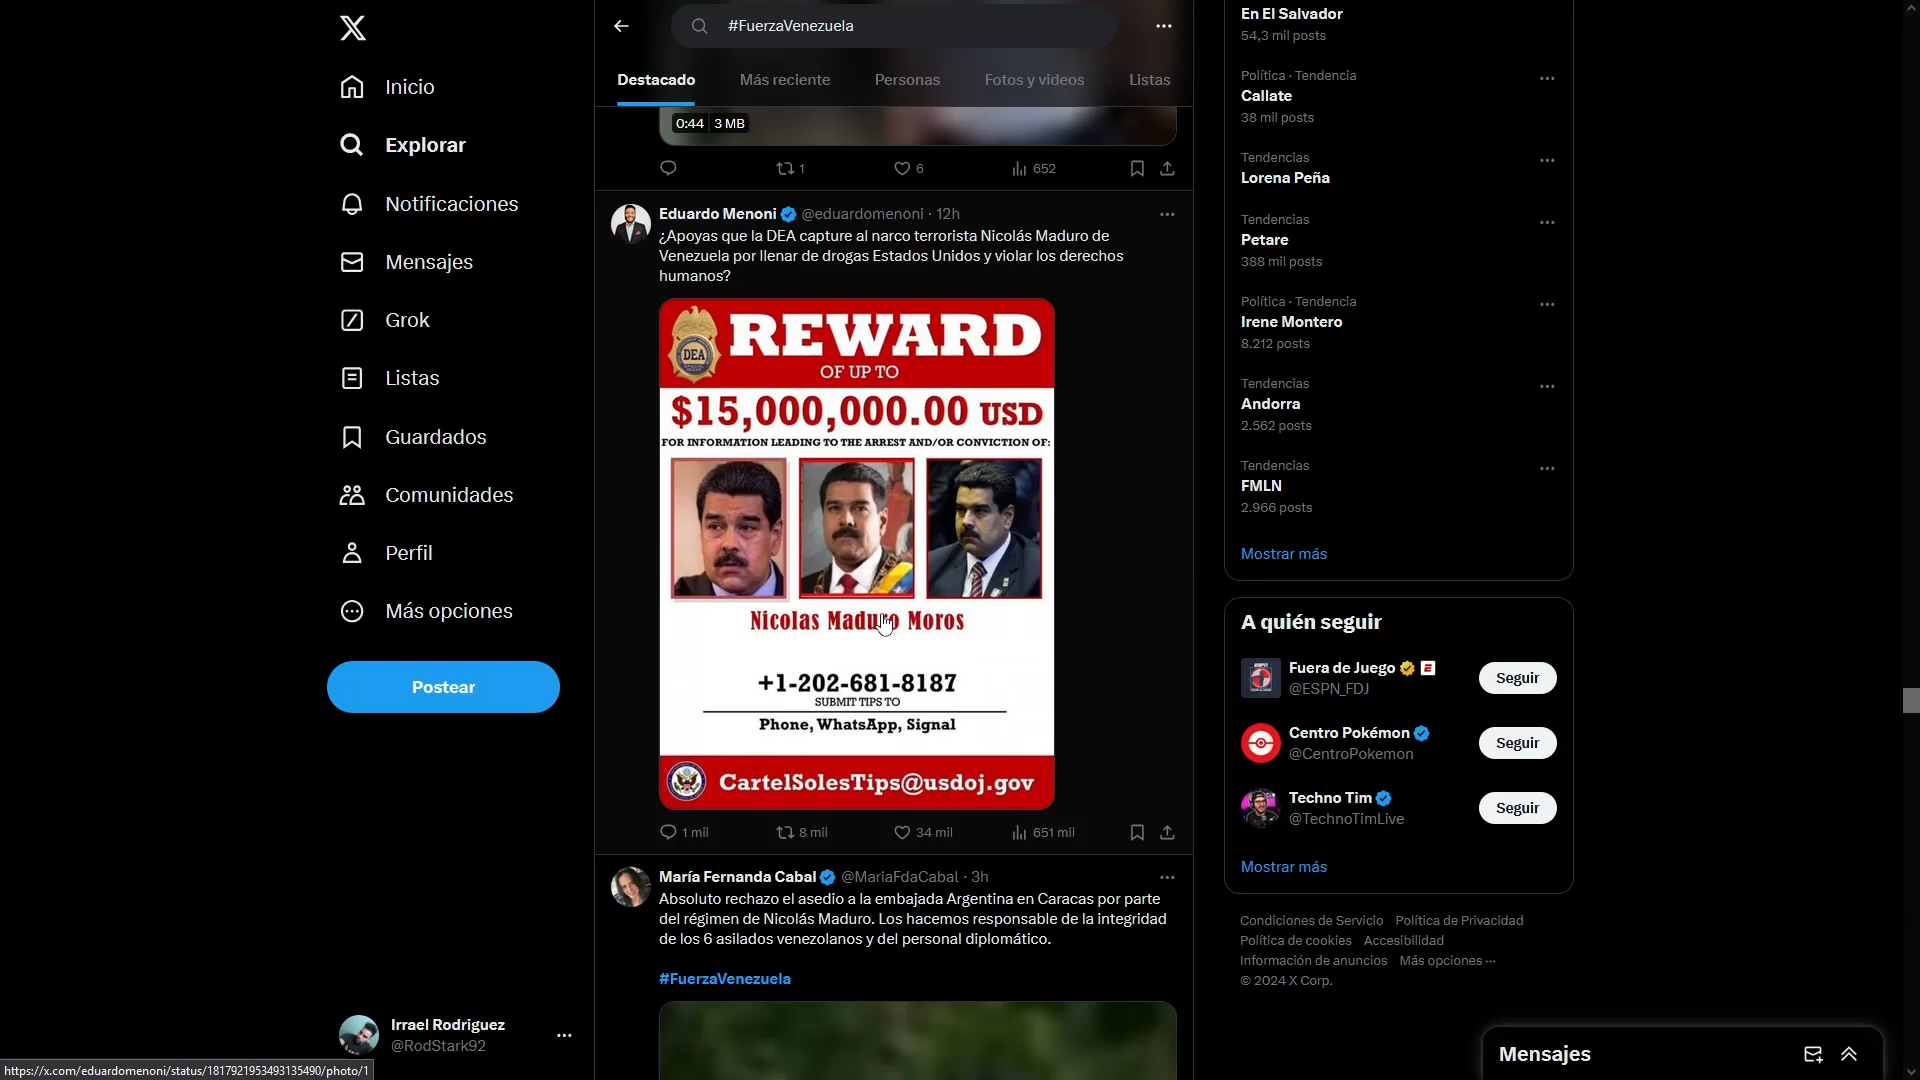 Inicio
Explorar
Notificaciones
Mensajes
Grok
Listas
Guardados
Comunidades
Perfil
Más opciones
Postear
Irrael Rodriguez
@RodStark92
https://x.com/eduardomenoni/status/1817921953493135490/photo/1
#FuerzaVenezuela
Destacado Más reciente Personas Fotos y videos Listas
0:44 3 MB
1 6 652
Eduardo Menoni @eduardomenoni · 12h
¿Apoyas que la DEA capture al narco terrorista Nicolás Maduro de
Venezuela por llenar de drogas Estados Unidos y violar los derechos
humanos?
DEA
REWARD
OF UP TO
$15,000,000.00 USD
FOR INFORMATION LEADING TO THE ARREST AND/OR CONVICTION OF:
Nicolas Maduro Moros
+1-202-681-8187
SUBMIT TIPS TO
Phone, WhatsApp, Signal
CartelSolesTips@usdoj.gov
1 mil 8 mil 34 mil 651 mil
María Fernanda Cabal @MariaFdaCabal · 3h
Absoluto rechazo el asedio a la embajada Argentina en Caracas por parte
del régimen de Nicolás Maduro. Los hacemos responsable de la integridad
de los 6 asilados venezolanos y del personal diplomático.
#FuerzaVenezuela
En El Salvador
54,3 mil posts
Política · Tendencia
Callate
38 mil posts
Tendencias
Lorena Peña
Tendencias
Petare
388 mil posts
Política · Tendencia
Irene Montero
8.212 posts
Tendencias
Andorra
2.562 posts
Tendencias
FMLN
2.966 posts
Mostrar más
A quién seguir
Fuera de Juego
@ESPN_FDJ
Seguir
Centro Pokémon
@CentroPokemon
Seguir
Techno Tim
@TechnoTimLive
Seguir
Mostrar más
Condiciones de Servicio Política de Privacidad
Política de cookies Accesibilidad
Información de anuncios Más opciones ···
© 2024 X Corp.
Mensajes